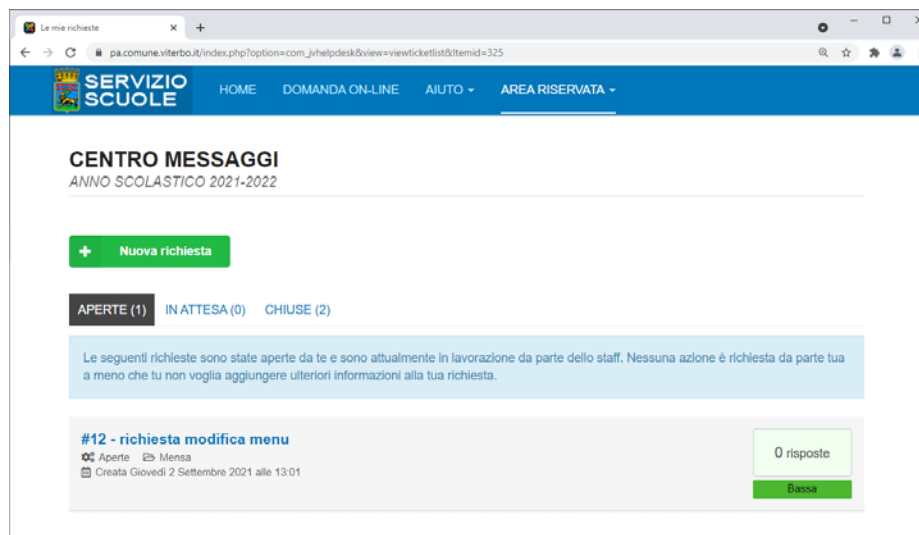 Le mie richieste
pa.comune.viterbo.it/index.php?option=com_jvhelpdesk&view=viewticketlist&Itemid=325
SERVIZIO
SCUOLE
HOME DOMANDA ON-LINE AIUTO AREA RISERVATA
CENTRO MESSAGGI
ANNO SCOLASTICO 2021-2022
Nuova richiesta
APERTE (1) IN ATTESA (0) CHIUSE (2)
Le seguenti richieste sono state aperte da te e sono attualmente in lavorazione da parte dello staff. Nessuna azione è richiesta da parte tua
a meno che tu non voglia aggiungere ulteriori informazioni alla tua richiesta.
#12 - richiesta modifica menu
Aperte Mensa
Creata Giovedì 2 Settembre 2021 alle 13:01
0 risposte
Bassa